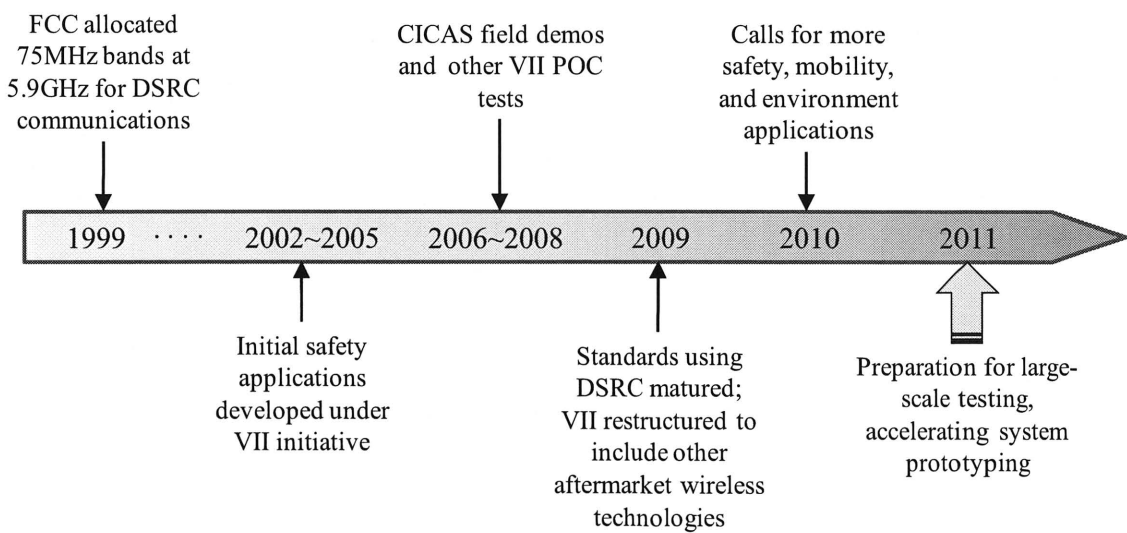 FCC allocated
75MHz bands at
5.9GHz for DSRC
communications
CICAS field demos
and other VII POC
tests
Calls for more
safety, mobility,
and environment
applications
1999 ···· 2002~2005 2006~2008 2009 2010 2011
Initial safety
applications
developed under
VII initiative
Standards using
DSRC matured;
VII restructured to
include other
aftermarket wireless
technologies
Preparation for large-
scale testing,
accelerating system
prototyping